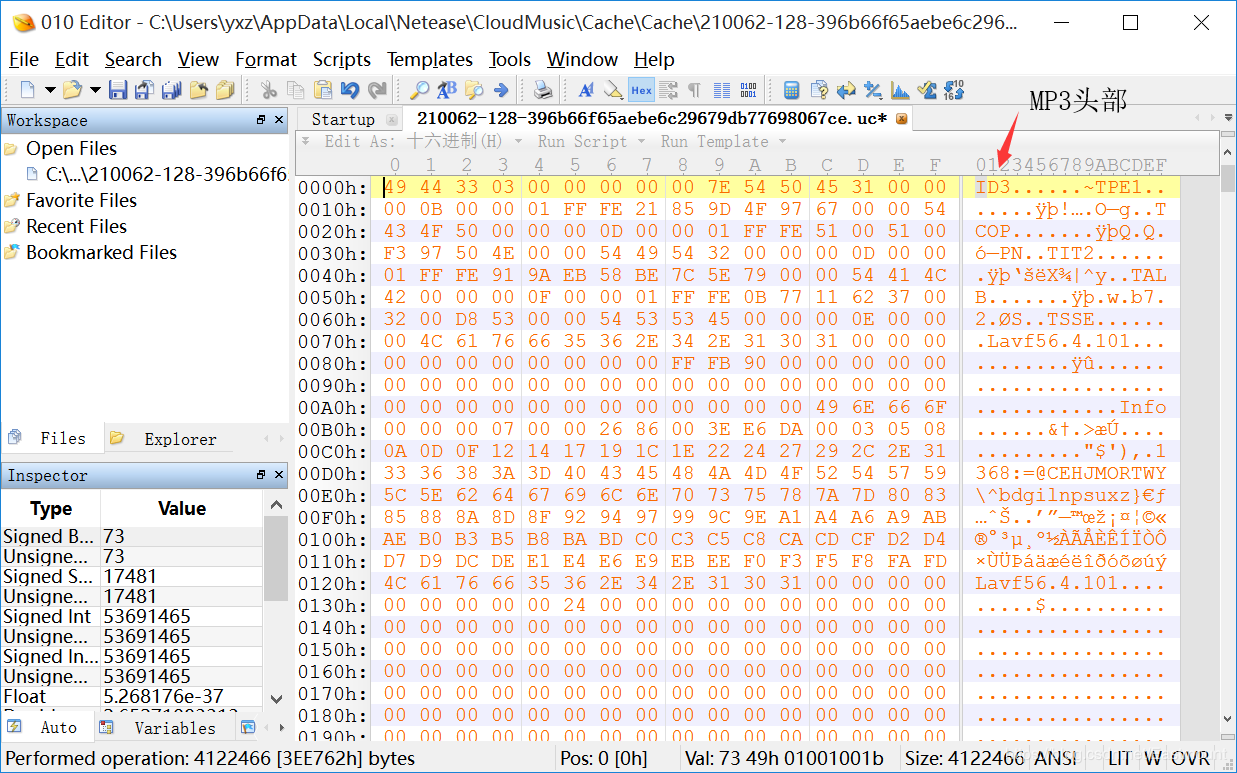 010 Editor - C:\Users\yxz\AppData\Local\Netease\CloudMusic\Cache\Cache\210062-128-396b66f65aebe6c296...
File Edit Search View Format Scripts Templates Tools Window Help
Hex
MP3头部
Workspace
Startup 210062-128-396b66f65aebe6c29679db77698067ce.uc*
Open Files
C:\...\210062-128-396b66f6
Favorite Files
Recent Files
Bookmarked Files
Files Explorer
Edit As: 十六进制(H) Run Script Run Template
0 1 2 3 4 5 6 7 8 9 A B C D E F 0123456789ABCDEF
0000h: 49 44 33 03 00 00 00 00 00 7E 54 50 45 31 00 00 ID3......~TPE1..
0010h: 00 0B 00 00 01 FF FE 21 85 9D 4F 97 67 00 00 54 .....ÿþ!….O—g..T
0020h: 43 4F 50 00 00 00 0D 00 00 01 FF FE 51 00 51 00 COP.......ÿþQ.Q.
0030h: F3 97 50 4E 00 00 54 49 54 32 00 00 00 0D 00 00 ó—PN..TIT2......
0040h: 01 FF FE 91 9A EB 58 BE 7C 5E 79 00 00 54 41 4C .ÿþ‘šëX¾|^y..TAL
0050h: 42 00 00 00 0F 00 00 01 FF FE 0B 77 11 62 37 00 B.......ÿþ.w.b7.
0060h: 32 00 D8 53 00 00 54 53 53 45 00 00 00 0E 00 00 2.ØS..TSSE......
0070h: 00 4C 61 76 66 35 36 2E 34 2E 31 30 31 00 00 00 .Lavf56.4.101...
0080h: 00 00 00 00 00 00 00 00 FF FB 90 00 00 00 00 00 ........ÿû......
0090h: 00 00 00 00 00 00 00 00 00 00 00 00 00 00 00 00 ................
00A0h: 00 00 00 00 00 00 00 00 00 00 00 00 49 6E 66 6F ............Info
00B0h: 00 00 00 07 00 00 26 86 00 3E E6 DA 00 03 05 08 ......&†.>æÚ....
00C0h: 0A 0D 0F 12 14 17 19 1C 1E 22 24 27 29 2C 2E 31 ........."$'),.1
00D0h: 33 36 38 3A 3D 40 43 45 48 4A 4D 4F 52 54 57 59 368:=@CEHJMORTWY
00E0h: 5C 5E 62 64 67 69 6C 6E 70 73 75 78 7A 7D 80 83 \^bdgilnpsuxz}€ƒ
00F0h: 85 88 8A 8D 8F 92 94 97 99 9C 9E A1 A4 A6 A9 AB …ˆŠ..’”—™œž¡¤¦©«
0100h: AE B0 B3 B5 B8 BA BD C0 C3 C5 C8 CA CD CF D2 D4 ®°³µ¸º½ÀÃÅÈÊÍÏÒÔ
0110h: D7 D9 DC DE E1 E4 E6 E9 EB EE F0 F3 F5 F8 FA FD ×ÙÜÞáäæéëîðóõøúý
0120h: 4C 61 76 66 35 36 2E 34 2E 31 30 31 00 00 00 00 Lavf56.4.101....
0130h: 00 00 00 00 00 24 00 00 00 00 00 00 00 00 00 00 .....$..........
0140h: 00 00 00 00 00 00 00 00 00 00 00 00 00 00 00 00 ................
0150h: 00 00 00 00 00 00 00 00 00 00 00 00 00 00 00 00 ................
0160h: 00 00 00 00 00 00 00 00 00 00 00 00 00 00 00 00 ................
0170h: 00 00 00 00 00 00 00 00 00 00 00 00 00 00 00 00 ................
0180h: 00 00 00 00 00 00 00 00 00 00 00 00 00 00 00 00 ................
0190h: 00 00 00 00 00 00 00 00 00 00 00 00 00 00 00 00 ................
Inspector
Type Value
Signed B... 73
Unsigne... 73
Signed S... 17481
Unsigne... 17481
Signed Int 53691465
Unsigne... 53691465
Signed In... 53691465
Unsigne... 53691465
Float 5.268176e-37
Auto Variables
Performed operation: 4122466 [3EE762h] bytes Pos: 0 [0h] Val: 73 49h 01001001b Size: 4122466 ANSI LIT W OVR